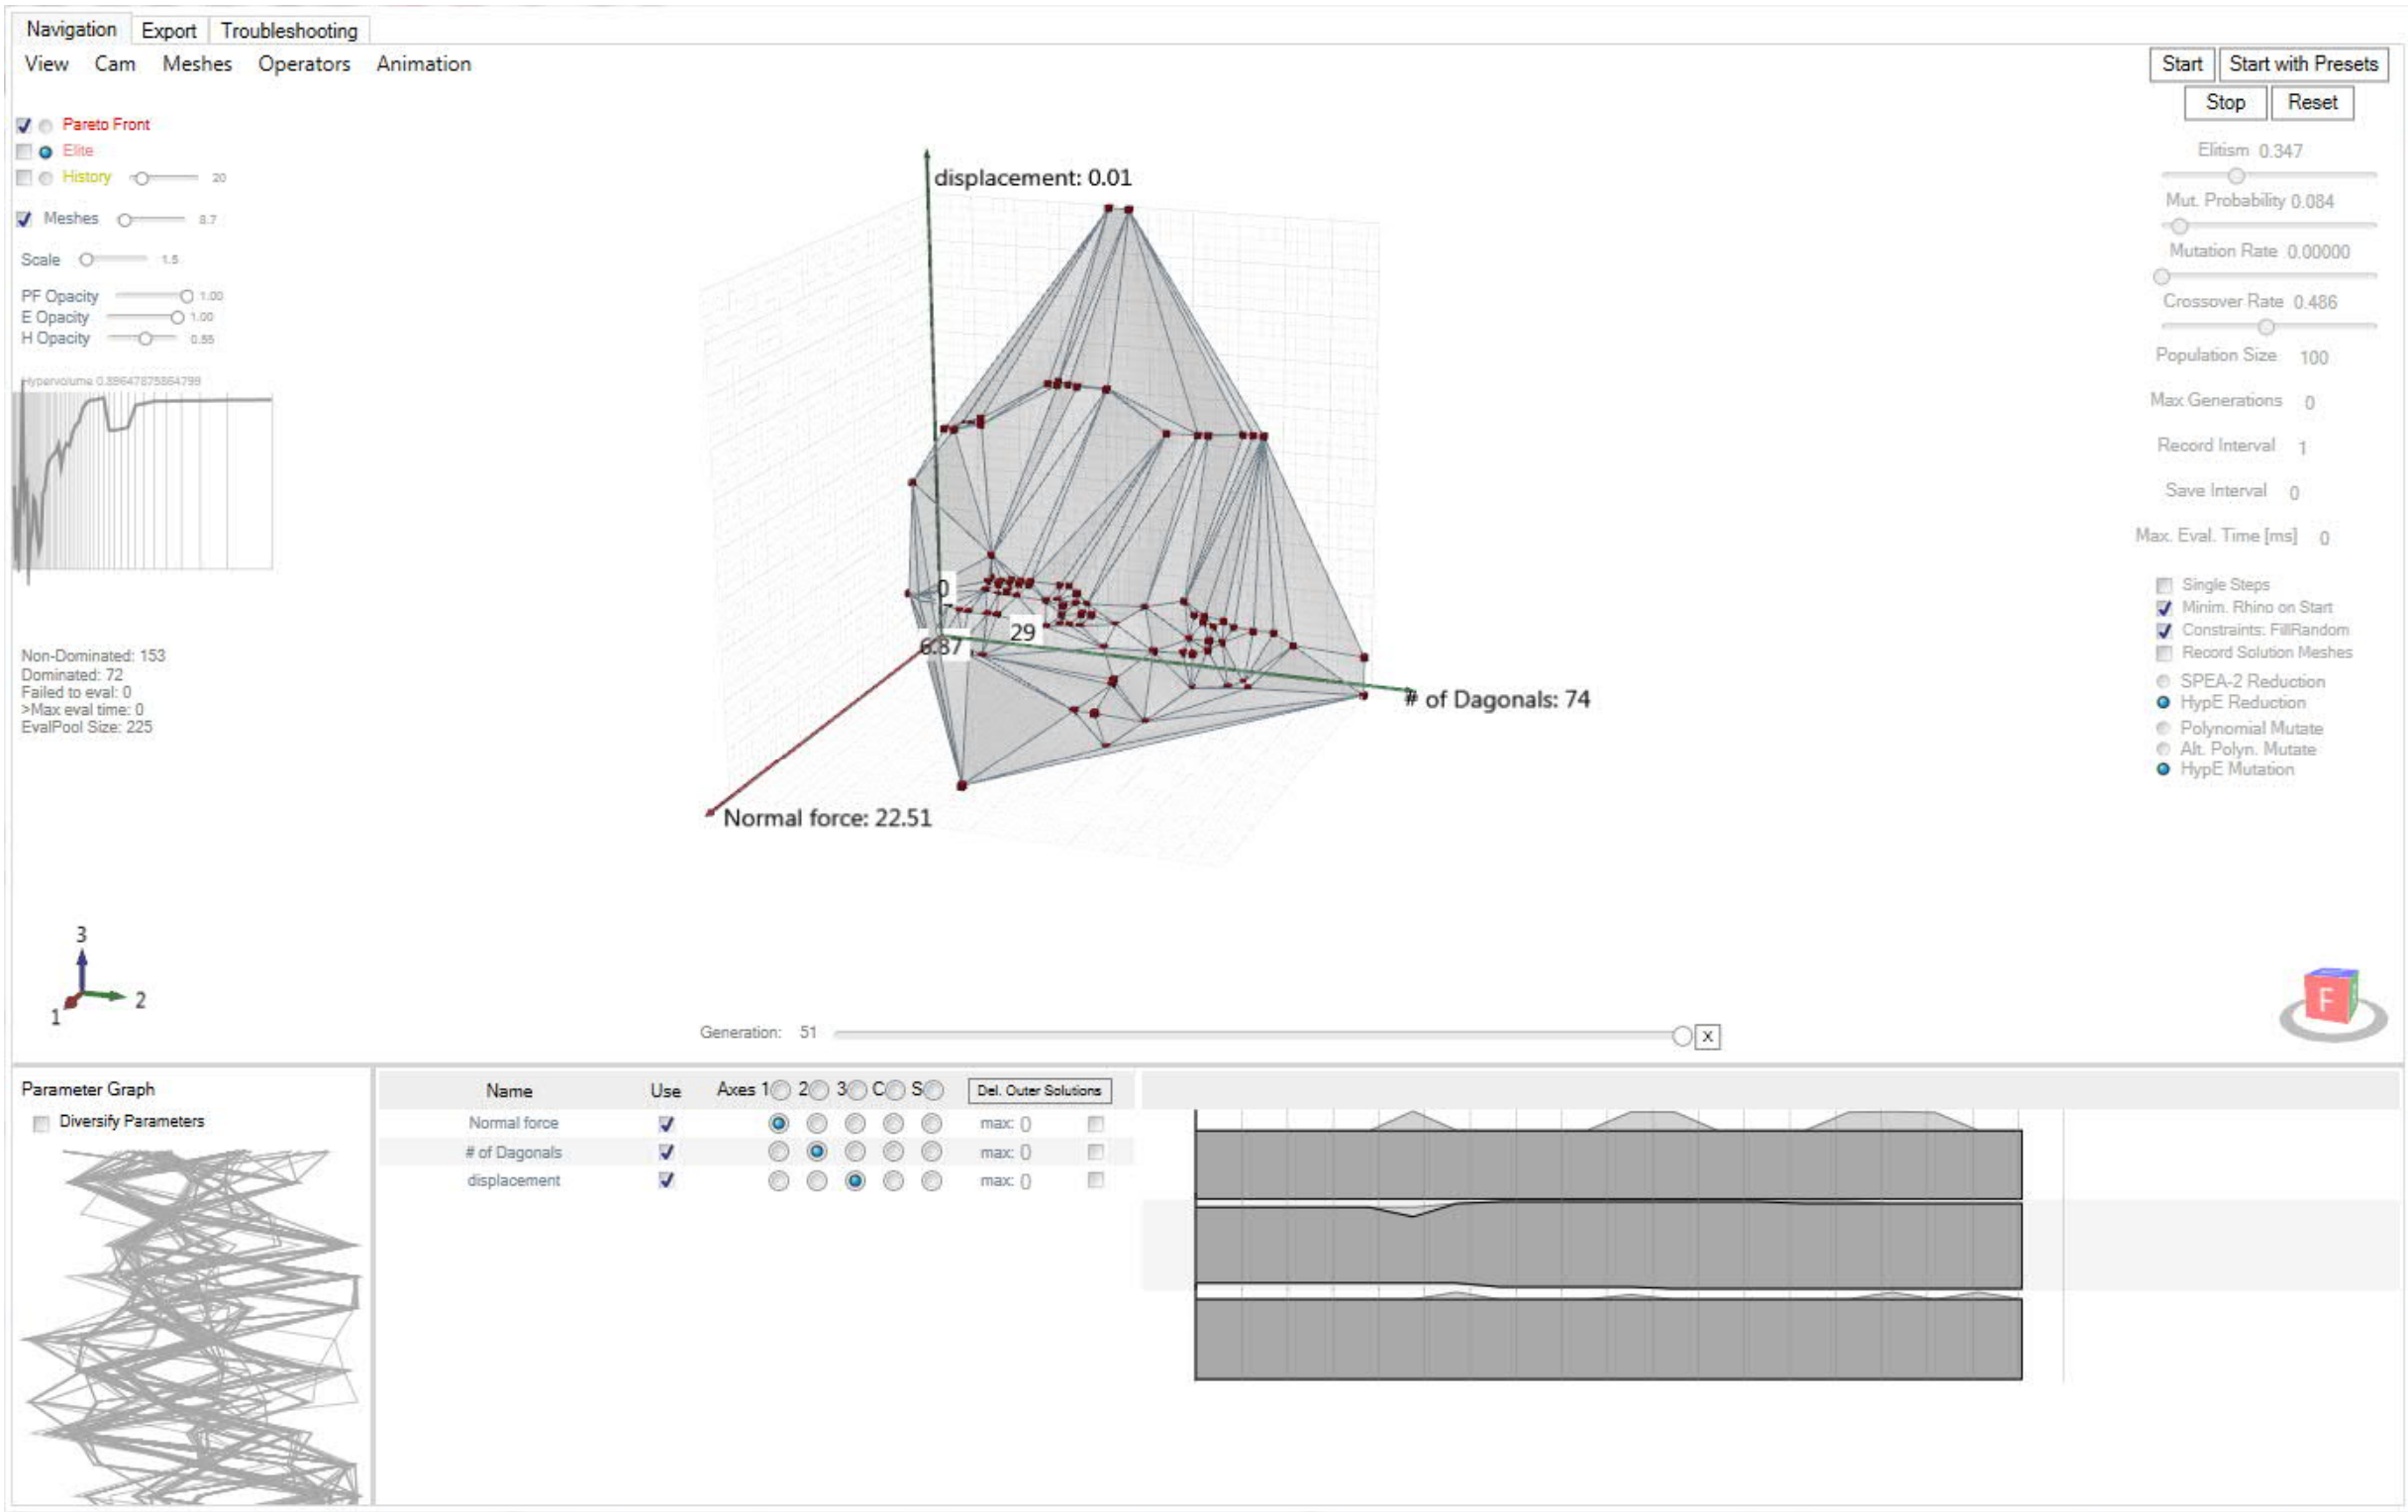 Navigation Export Troubleshooting
View Cam Meshes Operators Animation
Start Start with Presets
Stop Reset
Pareto Front
Elite
History 20
Meshes 8.7
Scale 1.5
PF Opacity 1.00
E Opacity 1.00
H Opacity 0.55
Hypervolume 0.89647875864799
Non-Dominated: 153
Dominated: 72
Failed to eval: 0
>Max eval time: 0
EvalPool Size: 225
displacement: 0.01
0
29
6.87
# of Dagonals: 74
Normal force: 22.51
Elitism 0.347
Mut. Probability 0.084
Mutation Rate 0.00000
Crossover Rate 0.486
Population Size 100
Max Generations 0
Record Interval 1
Save Interval 0
Max. Eval. Time [ms] 0
Single Steps
Minim. Rhino on Start
Constraints: FillRandom
Record Solution Meshes
SPEA-2 Reduction
HypE Reduction
Polynomial Mutate
Alt. Polyn. Mutate
HypE Mutation
3
2
1
F
Generation: 51 X
Parameter Graph
Diversify Parameters
Name Use Axes 1 2 3 C S Del. Outer Solutions
Normal force max: 0
# of Dagonals max: 0
displacement max: 0